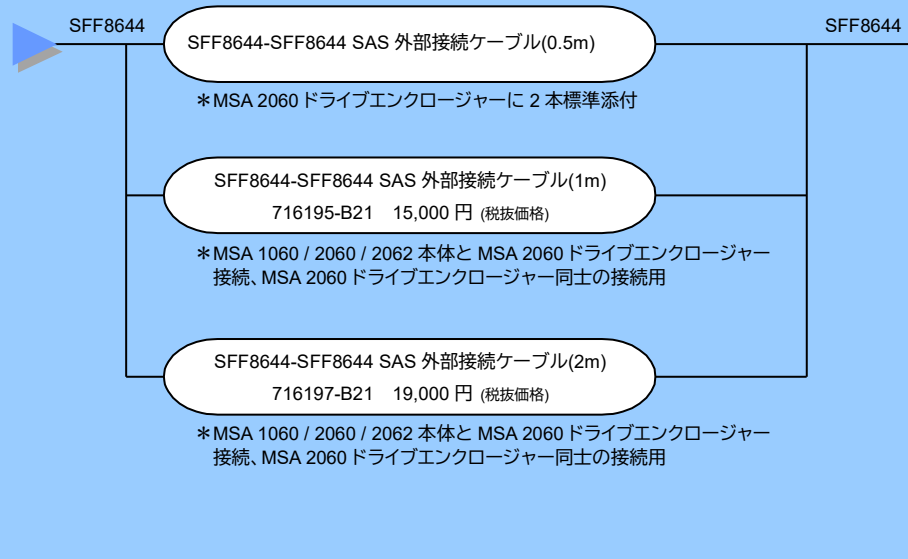 SFF8644
SFF8644
SFF8644-SFF8644 SAS 外部接続ケーブル(0.5m)
＊MSA 2060 ドライブエンクロージャーに 2 本標準添付
SFF8644-SFF8644 SAS 外部接続ケーブル(1m)
716195-B21 15,000 円 (税抜価格)
＊MSA 1060 / 2060 / 2062 本体と MSA 2060 ドライブエンクロージャー
接続、MSA 2060 ドライブエンクロージャー同士の接続用
SFF8644-SFF8644 SAS 外部接続ケーブル(2m)
716197-B21 19,000 円 (税抜価格)
＊MSA 1060 / 2060 / 2062 本体と MSA 2060 ドライブエンクロージャー
接続、MSA 2060 ドライブエンクロージャー同士の接続用